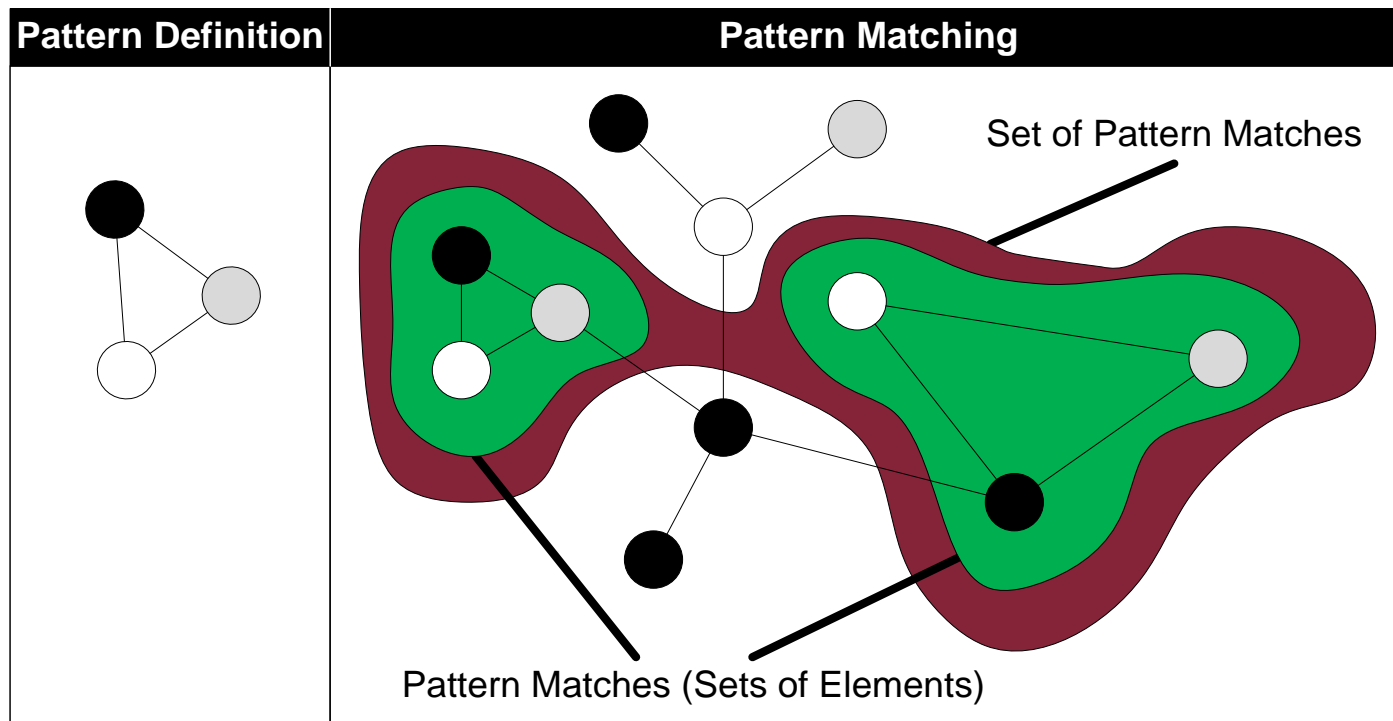 Pattern Definition
Pattern Matching
Set of Pattern Matches
Pattern Matches (Sets of Elements)